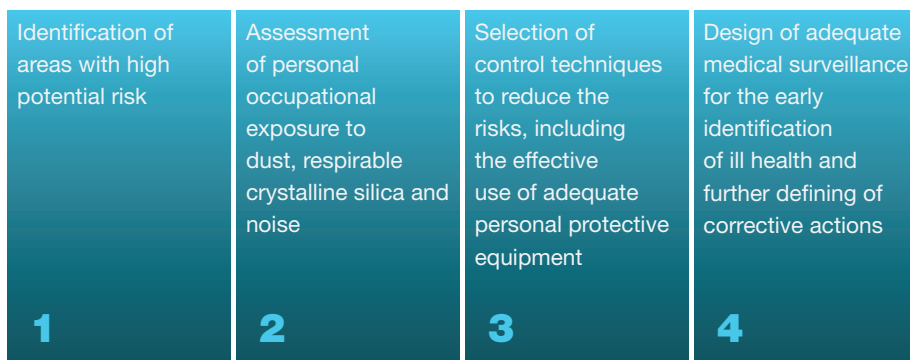 Identification of
areas with high
potential risk
1
Assessment
of personal
occupational
exposure to
dust, respirable
crystalline silica and
noise
2
Selection of
control techniques
to reduce the
risks, including
the effective
use of adequate
personal protective
equipment
3
Design of adequate
medical surveillance
for the early
identification
of ill health and
further defining of
corrective actions
4